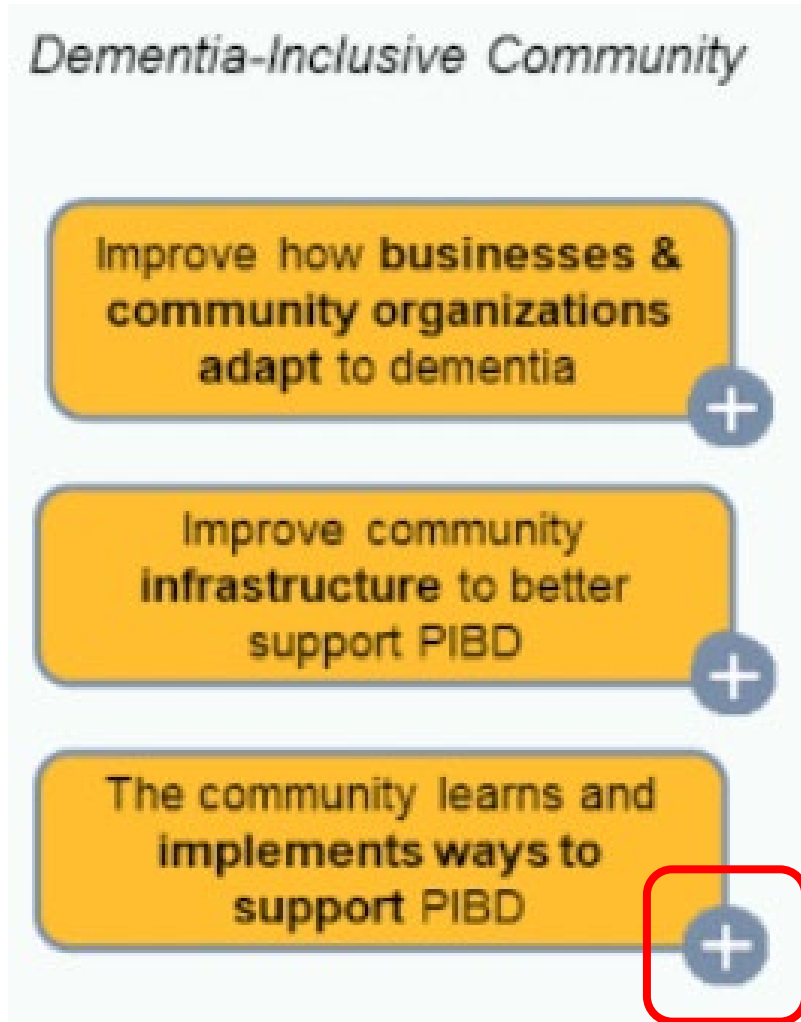 Dementia-Inclusive Community
Improve how businesses &
community organizations
adapt to dementia
Improve community
infrastructure to better
support PIBD
The community learns and
implements ways to
support PIBD